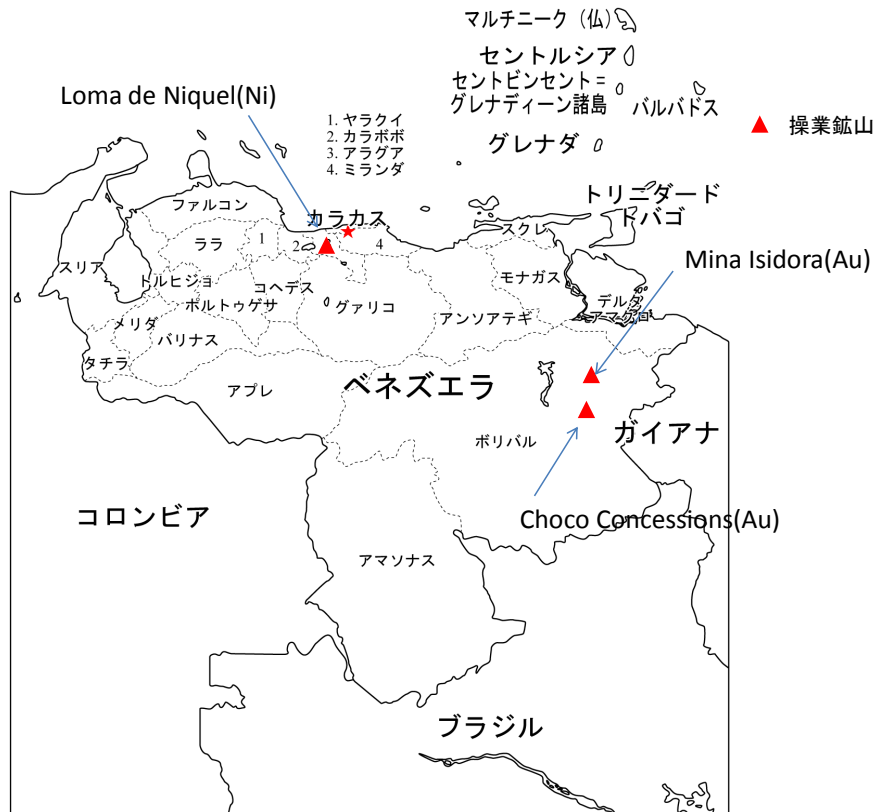 マルチニーク（仏）
セントルシア
セントビンセント＝
グレナディーン諸島
バルバドス
グレナダ
操業鉱山
Loma de Niquel(Ni)
1. ヤラクイ
2. カラボボ
3. アラグア
4. ミランダ
トリニダード
トバゴ
ファルコン
カラカス
スクレ
ララ
1
2
4
スリア
モナガス
Mina Isidora(Au)
トルヒジョ
コヘデス
ポルトゥゲサ
グァリコ
デルタ
アマクロ
アンソアテギ
メリダ
バリナス
タチラ
アプレ
ベネズエラ
ボリバル
ガイアナ
コロンビア
Choco Concessions(Au)
アマソナス
ブラジル